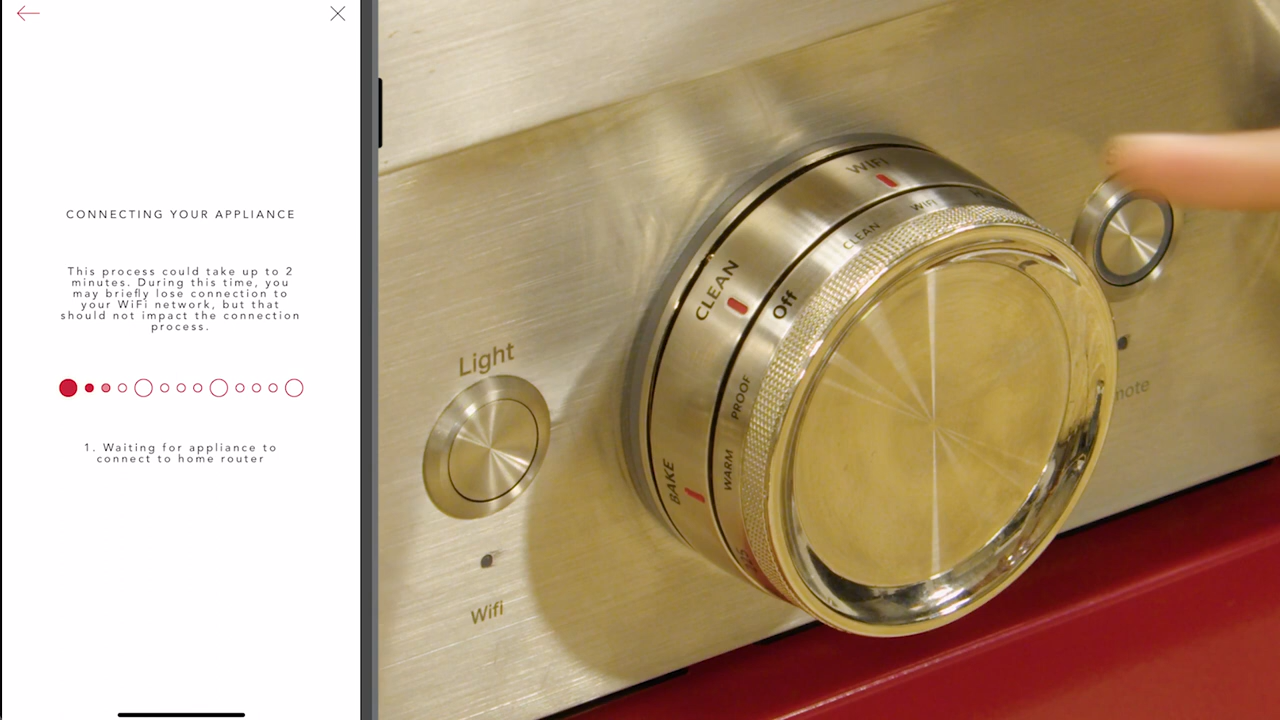 CONNECTING YOUR APPLIANCE
This process could take up to 2
minutes. During this time, you
may briefly lose connection to
your WiFi network, but that
should not impact the connection
process.
1. Waiting for appliance to
connect to home router
Light
Wifi
WIFI
CLEAN
BAKE
WIFI
CLEAN
Off
PROOF
WARM